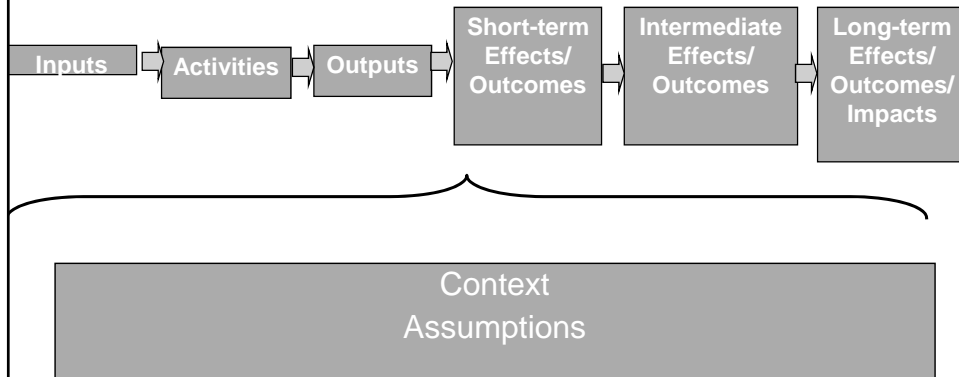 Inputs
Activities
Outputs
Short-term
Effects/
Outcomes
Intermediate
Effects/
Outcomes
Long-term
Effects/
Outcomes/
Impacts
Context
Assumptions